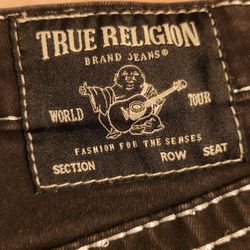 TRUE RELIGION
BRAND JEANS®
WORLD TOUR
FASHION FOR THE SENSES
SECTION ROW SEAT